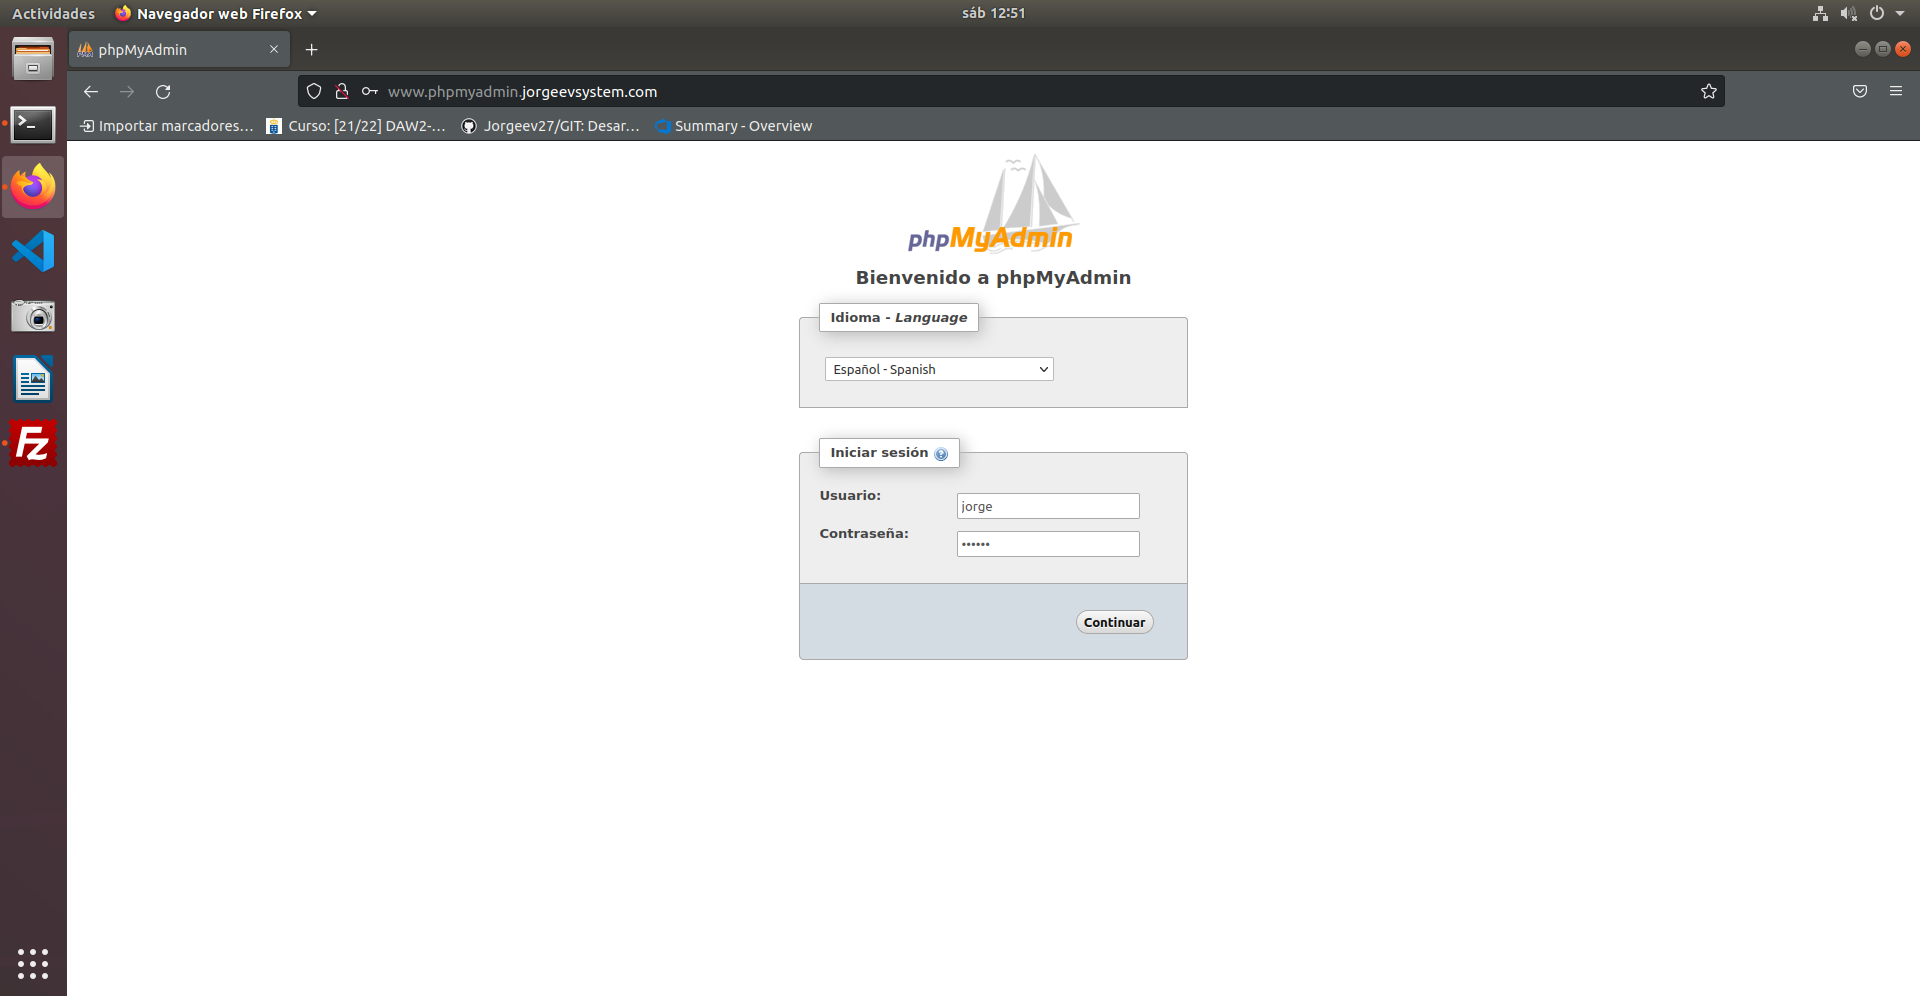 Actividades Navegador web Firefox sáb 12:51
phpMyAdmin
www.phpmyadmin.jorgeevsystem.com
Importar marcadores… Curso: [21/22] DAW2-… Jorgeev27/GIT: Desar… Summary - Overview
phpMyAdmin
Bienvenido a phpMyAdmin
Idioma - Language
Español - Spanish
Iniciar sesión
Usuario: jorge
Contraseña: ••••••
Continuar
Fz